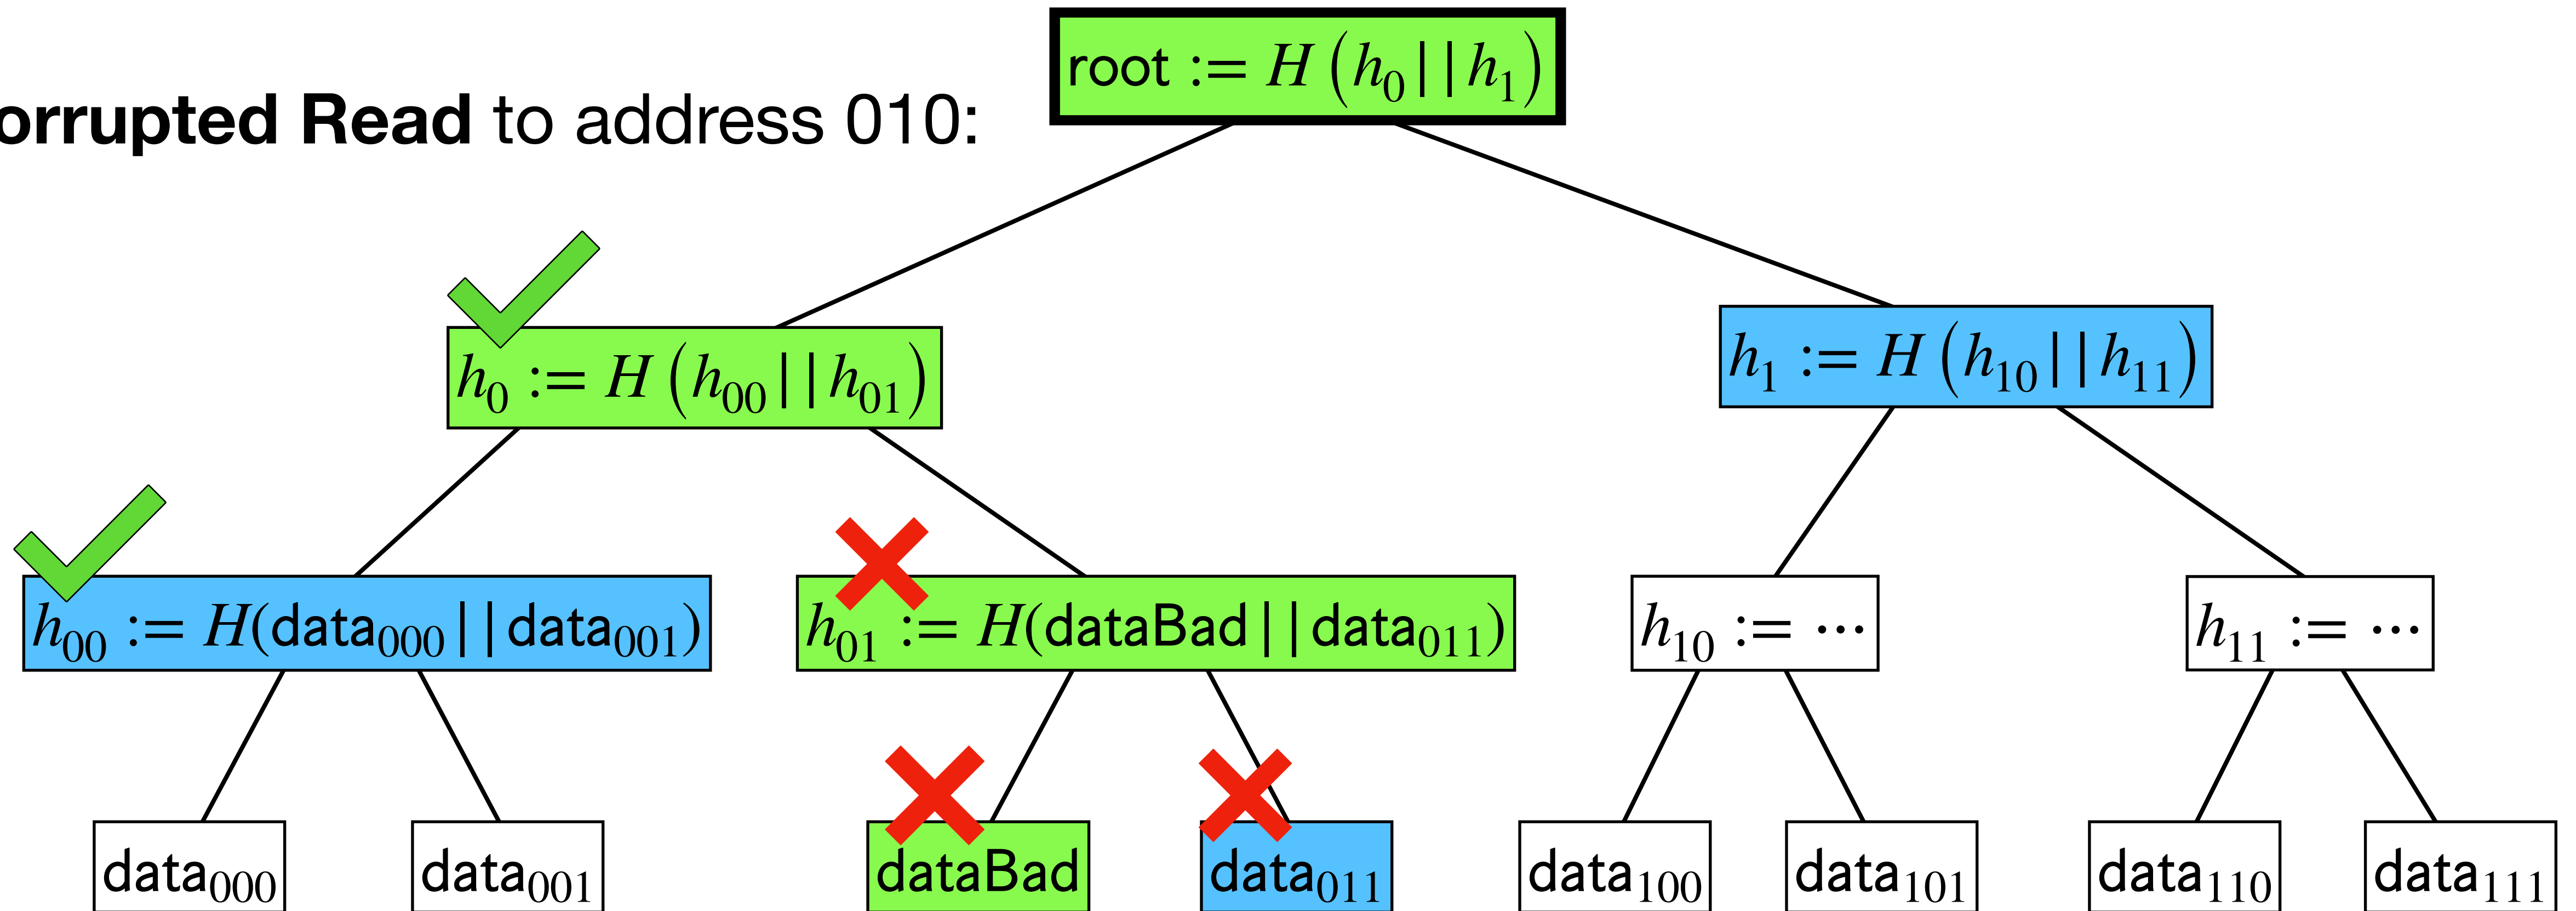 root := H (h₀ | | h₁)
orrupted Read to address 010:
h₀ := H (h₀₀ | | h₀₁)
h₁ := H (h₁₀ | | h₁₁)
h₀₀ := H(data₀₀₀ | | data₀₀₁)
h₀₁ := H(dataBad | | data₀₁₁)
h₁₀ := ⋯
h₁₁ := ⋯
data₀₀₀
data₀₀₁
dataBad
data₀₁₁
data₁₀₀
data₁₀₁
data₁₁₀
data₁₁₁